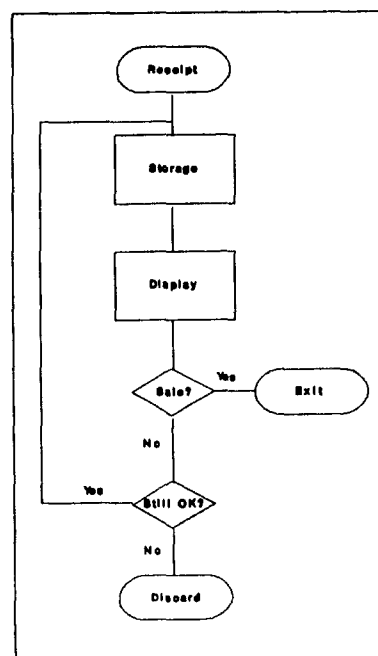 Receipt
Storage
Display
Sale?
Yes
Exit
No
Yes
Still OK?
No
Discard